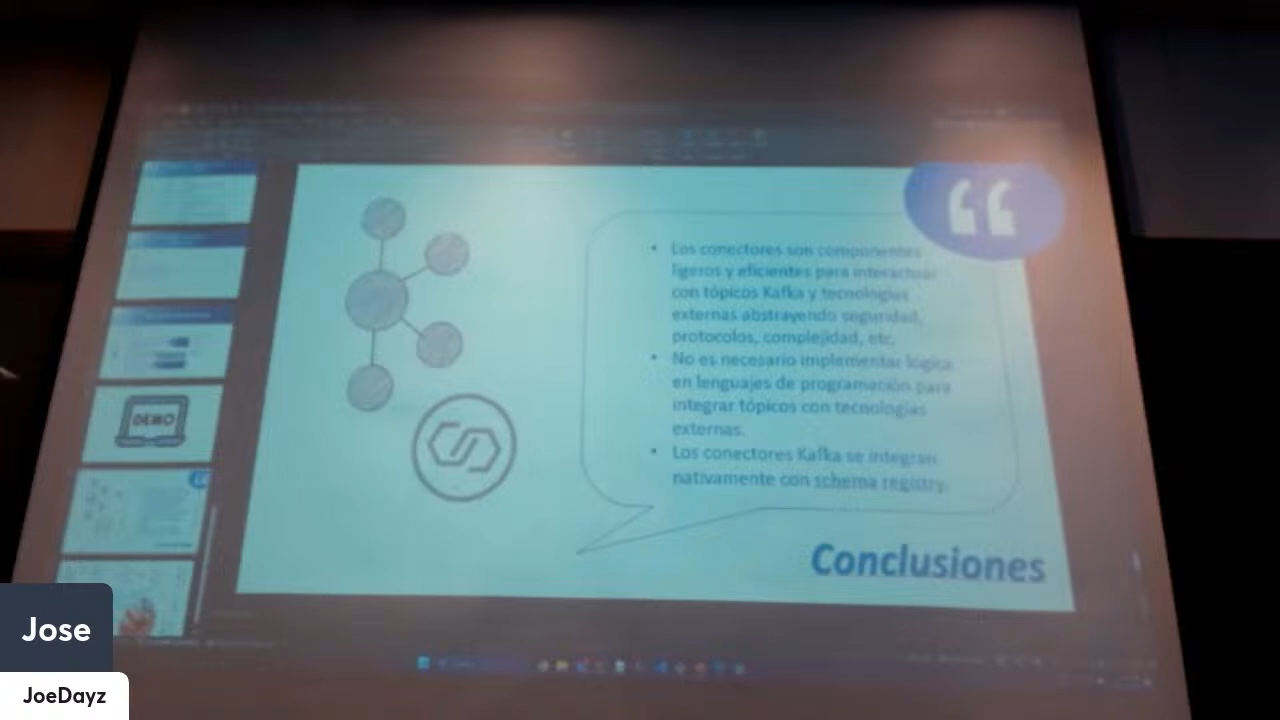 Los conectores son componentes
ligeros y eficientes para interactuar
con tópicos Kafka y tecnologías
externas abstrayendo seguridad,
protocolos, complejidad, etc.
No es necesario implementar lógica
en lenguajes de programación para
integrar tópicos con tecnologías
externas.
Los conectores Kafka se integran
nativamente con schema registry.
Conclusiones
DEMO
Jose
JoeDayz